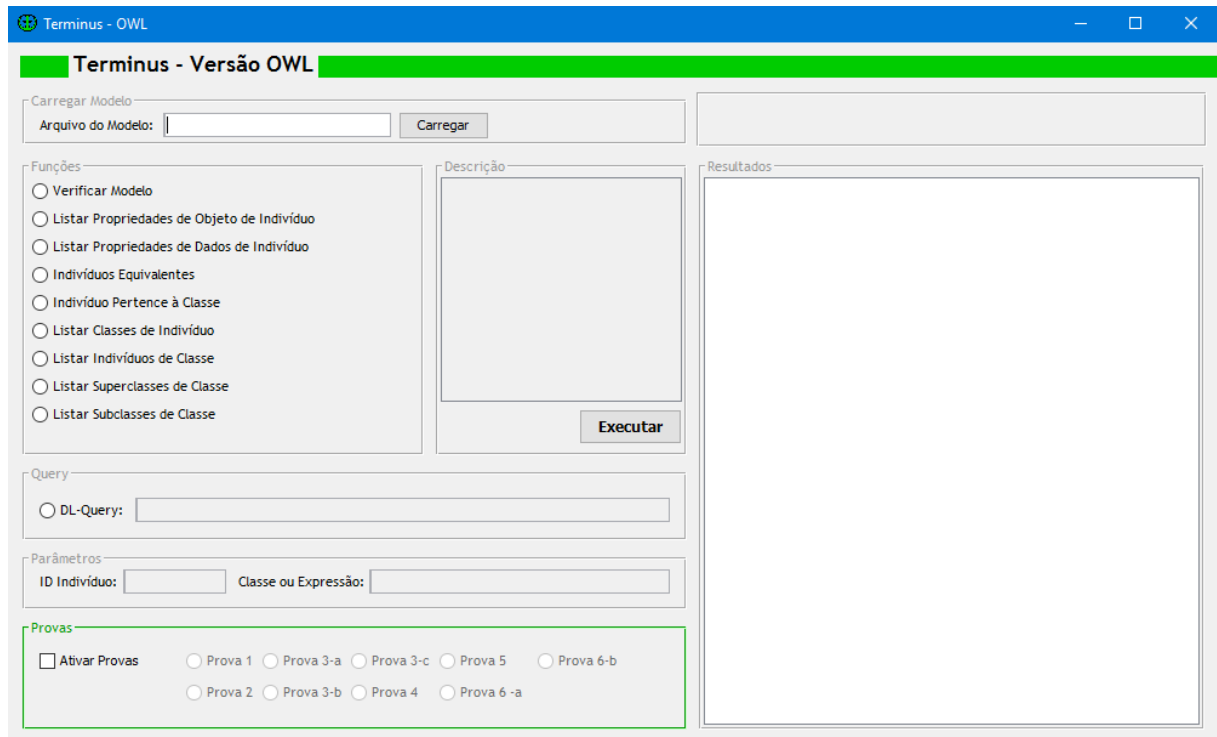 Terminus - OWL
Terminus - Versão OWL
Carregar Modelo
Arquivo do Modelo:
Carregar
Funções
Verificar Modelo
Listar Propriedades de Objeto de Indivíduo
Listar Propriedades de Dados de Indivíduo
Indivíduos Equivalentes
Indivíduo Pertence à Classe
Listar Classes de Indivíduo
Listar Indivíduos de Classe
Listar Superclasses de Classe
Listar Subclasses de Classe
Descrição
Executar
Query
DL-Query:
Parâmetros
ID Indivíduo: Classe ou Expressão:
Provas
Ativar Provas Prova 1 Prova 3-a Prova 3-c Prova 5 Prova 6-b
Prova 2 Prova 3-b Prova 4 Prova 6 -a
Resultados